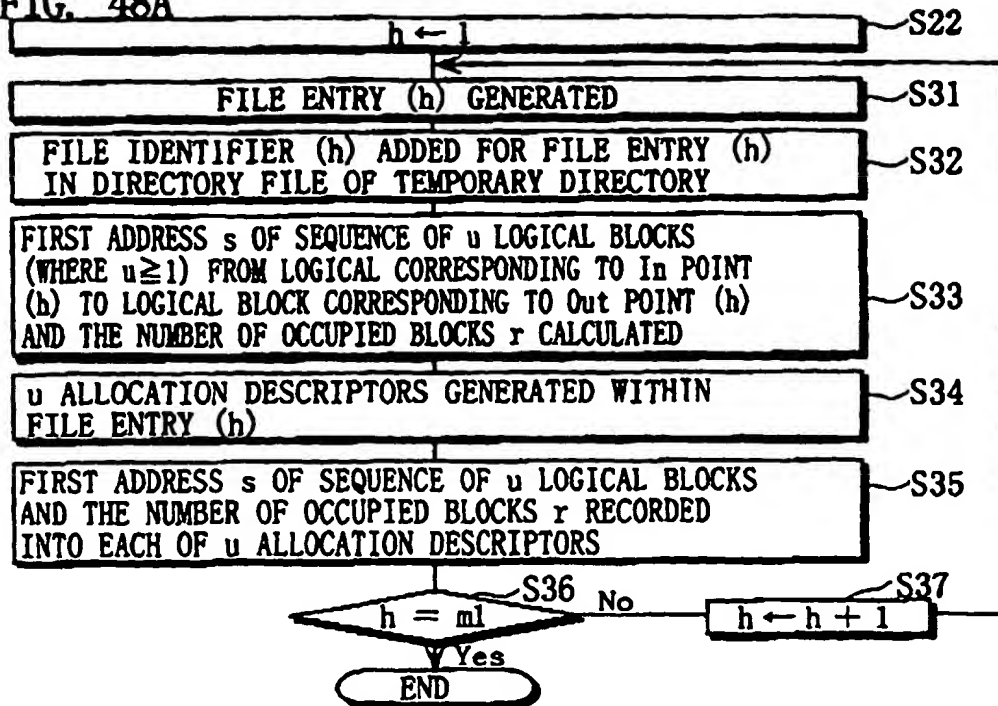 FIG. 48A
h ← 1
S22
FILE ENTRY (h) GENERATED
S31
FILE IDENTIFIER (h) ADDED FOR FILE ENTRY (h)
IN DIRECTORY FILE OF TEMPORARY DIRECTORY
S32
FIRST ADDRESS s OF SEQUENCE OF u LOGICAL BLOCKS
(WHERE u≧1) FROM LOGICAL CORRESPONDING TO In POINT
(h) TO LOGICAL BLOCK CORRESPONDING TO Out POINT (h)
AND THE NUMBER OF OCCUPIED BLOCKS r CALCULATED
S33
u ALLOCATION DESCRIPTORS GENERATED WITHIN
FILE ENTRY (h)
S34
FIRST ADDRESS s OF SEQUENCE OF u LOGICAL BLOCKS
AND THE NUMBER OF OCCUPIED BLOCKS r RECORDED
INTO EACH OF u ALLOCATION DESCRIPTORS
S35
S36
h = m1
No
S37
h ← h + 1
Yes
END